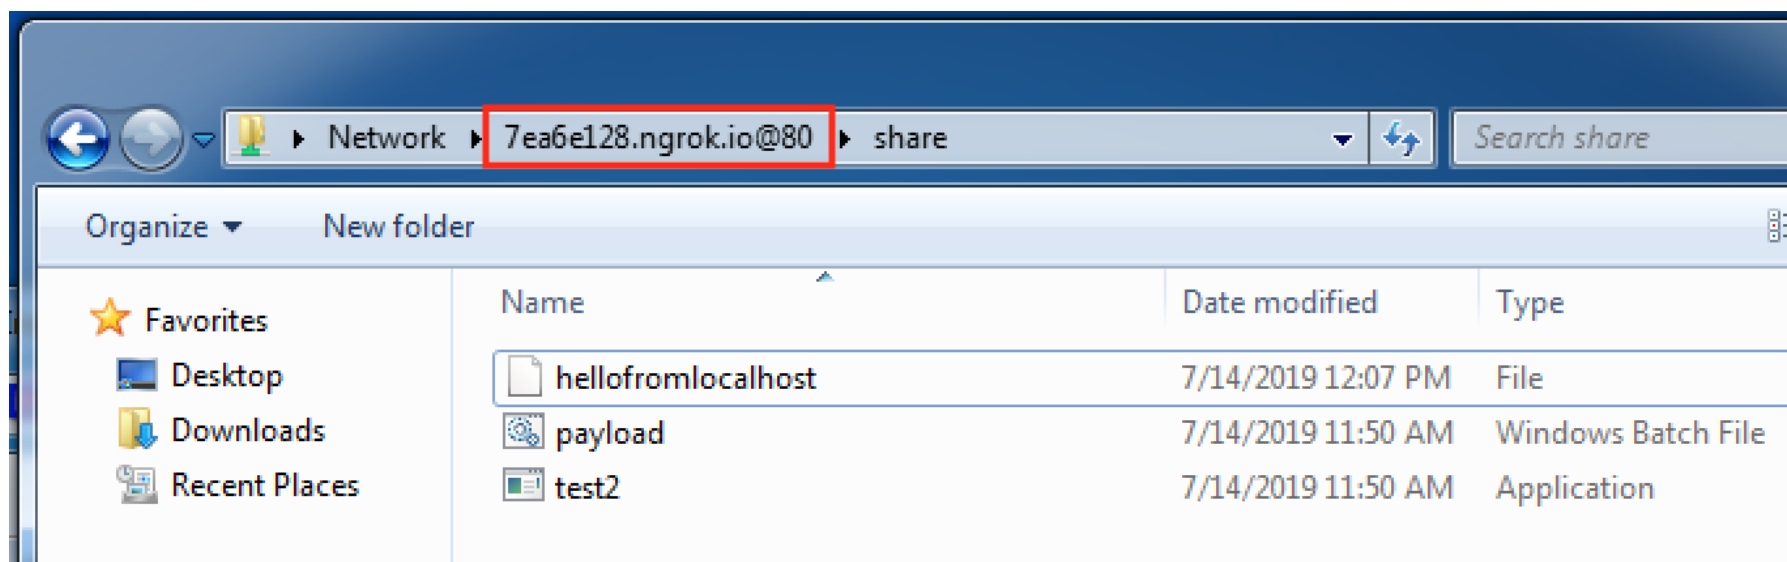 Network 7ea6e128.ngrok.io@80 share Search share
Organize New folder
Favorites
Desktop
Downloads
Recent Places
Name Date modified Type
hellofromlocalhost 7/14/2019 12:07 PM File
payload 7/14/2019 11:50 AM Windows Batch File
test2 7/14/2019 11:50 AM Application